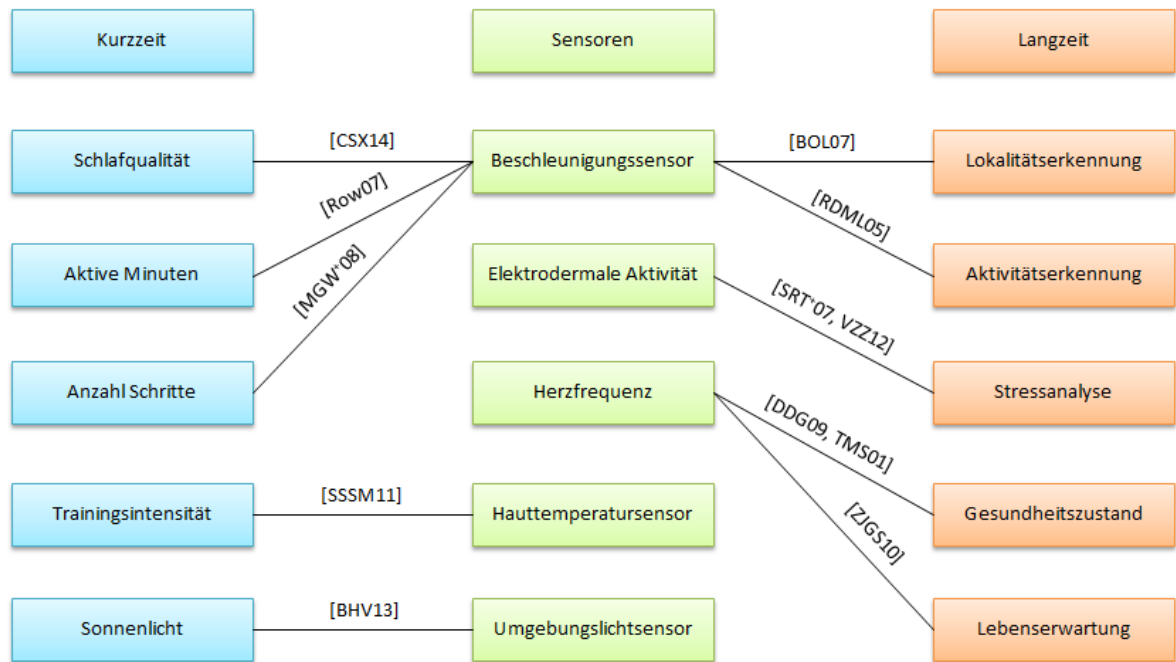 Kurzzeit
Sensoren
Langzeit
Schlafqualität
[CSX14]
Beschleunigungssensor
[BOL07]
Lokalitätserkennung
[Row07]
[RDML05]
Aktive Minuten
[MGW+08]
Elektrodermale Aktivität
Aktivitätserkennung
[SRT+07, VZZ12]
Anzahl Schritte
Herzfrequenz
Stressanalyse
[DDG09, TMS01]
Trainingsintensität
[SSSM11]
Hauttemperatursensor
[ZJGS10]
Gesundheitszustand
Sonnenlicht
[BHV13]
Umgebungslichtsensor
Lebenserwartung